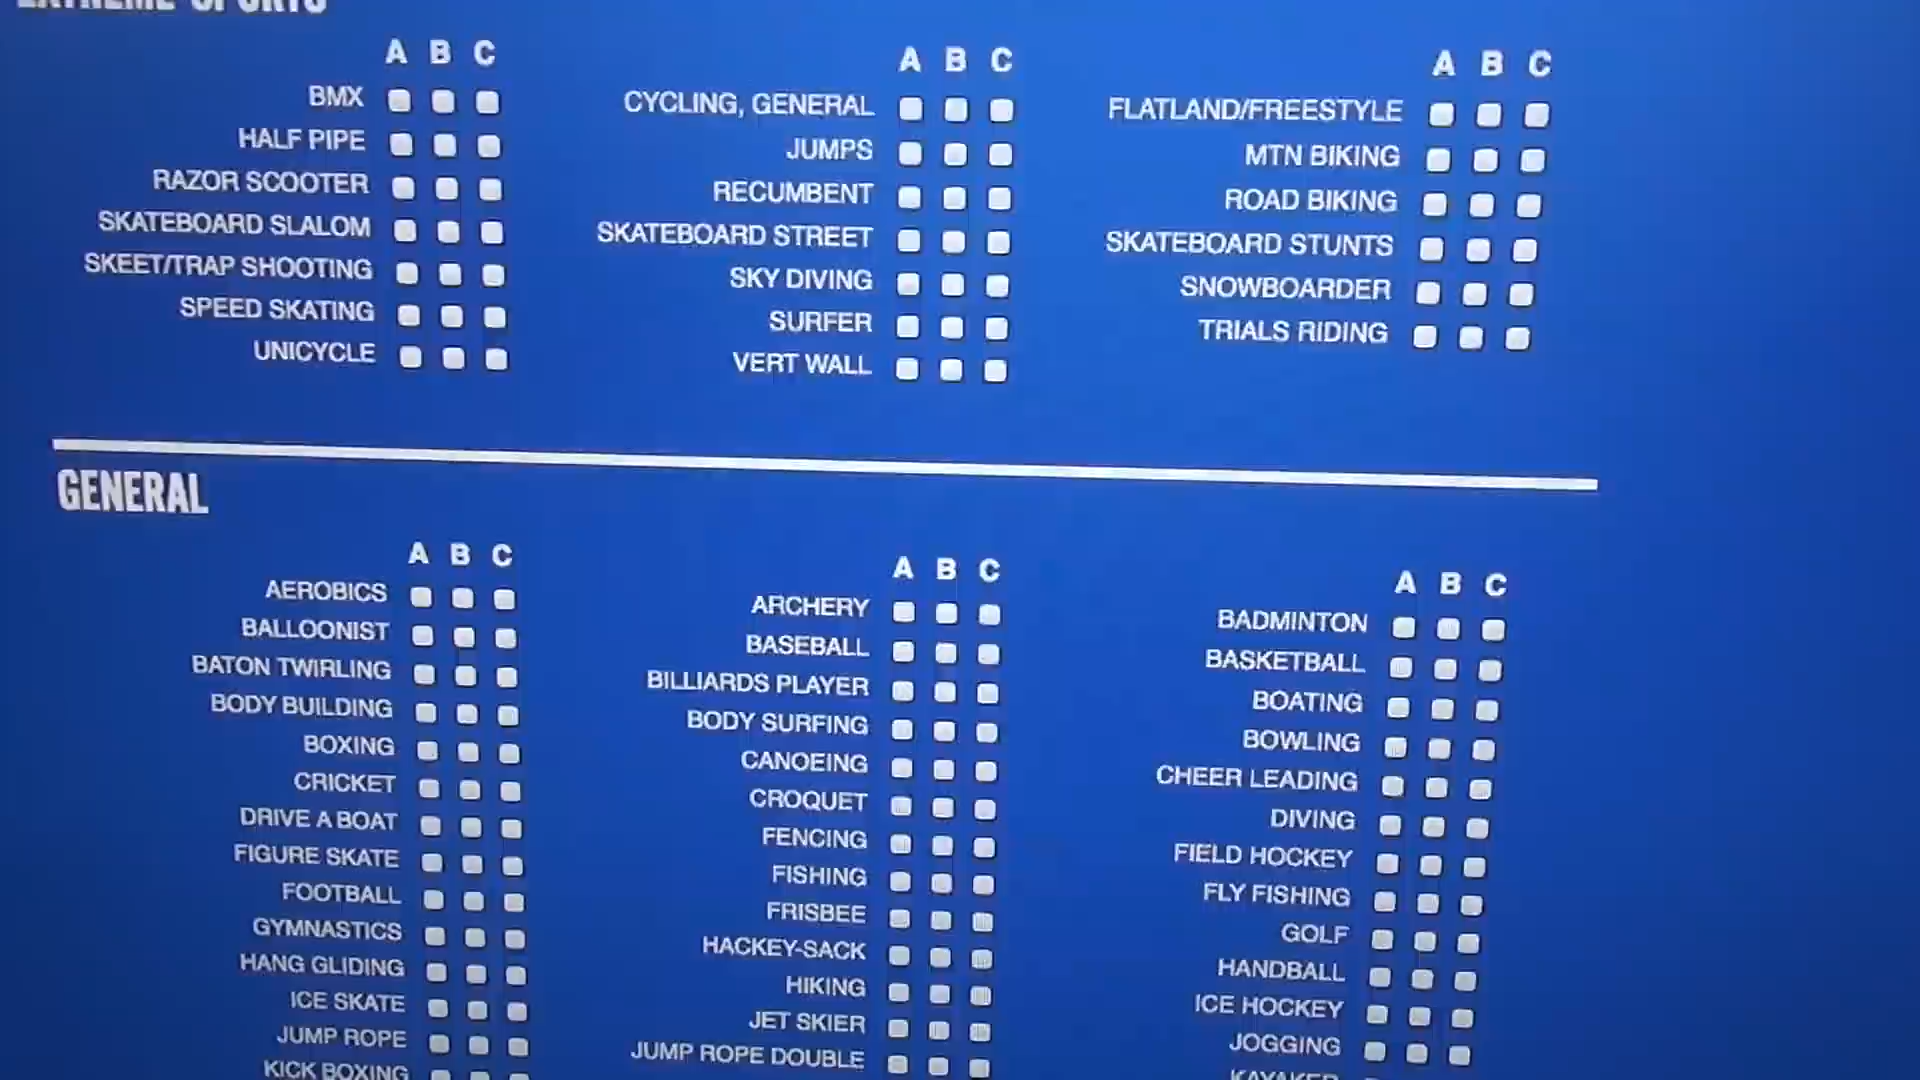 EXTREME SPORTS
A B C
BMX
HALF PIPE
RAZOR SCOOTER
SKATEBOARD SLALOM
SKEET/TRAP SHOOTING
SPEED SKATING
UNICYCLE
A B C
CYCLING, GENERAL
JUMPS
RECUMBENT
SKATEBOARD STREET
SKY DIVING
SURFER
VERT WALL
A B C
FLATLAND/FREESTYLE
MTN BIKING
ROAD BIKING
SKATEBOARD STUNTS
SNOWBOARDER
TRIALS RIDING
GENERAL
A B C
AEROBICS
BALLOONIST
BATON TWIRLING
BODY BUILDING
BOXING
CRICKET
DRIVE A BOAT
FIGURE SKATE
FOOTBALL
GYMNASTICS
HANG GLIDING
ICE SKATE
JUMP ROPE
KICK BOXING
A B C
ARCHERY
BASEBALL
BILLIARDS PLAYER
BODY SURFING
CANOEING
CROQUET
FENCING
FISHING
FRISBEE
HACKEY-SACK
HIKING
JET SKIER
JUMP ROPE DOUBLE
A B C
BADMINTON
BASKETBALL
BOATING
BOWLING
CHEER LEADING
DIVING
FIELD HOCKEY
FLY FISHING
GOLF
HANDBALL
ICE HOCKEY
JOGGING
KAYAKER